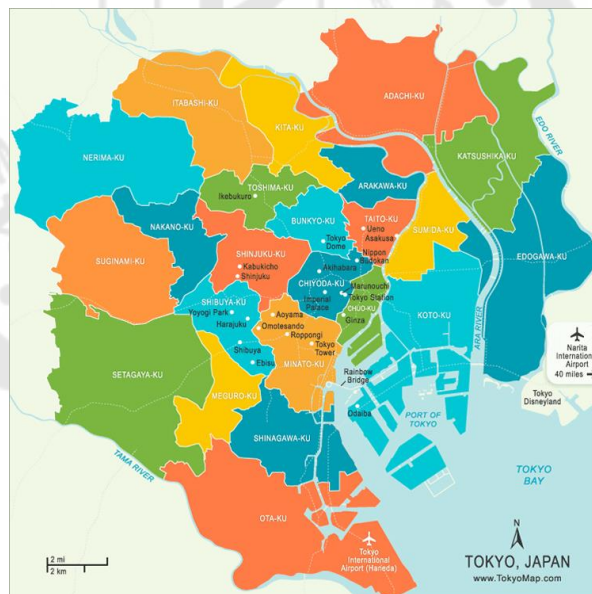 ADACHI-KU
ITABASHI-KU
KITA-KU
EDO RIVER
NERIMA-KU
KATSUSHIKA-KU
TOSHIMA-KU
Ikebukuro
ARAKAWA-KU
NAKANO-KU
BUNKYO-KU
TAITO-KU
Ueno
Asakusa
SUMIDA-KU
Tokyo
Dome
SUGINAMI-KU
SHINJUKU-KU
Kabukicho
Shinjuku
Nippon
Budokan
EDOGAWA-KU
Akihabara
CHIYODA-KU
Imperial
Palace
Marunouchi
Tokyo Station
CHUO-KU
Ginza
SHIBUYA-KU
Yoyogi Park
Harajuku
Aoyama
Omotesando
Roppongi
KOTO-KU
ARA RIVER
Shibuya
Ebisu
Tokyo
Tower
MINATO-KU
SETAGAYA-KU
MEGURO-KU
Rainbow
Bridge
Narita
International
Airport
40 miles
Tokyo
Disneyland
Odaiba
PORT OF
TOKYO
SHINAGAWA-KU
TAMA RIVER
TOKYO
BAY
OTA-KU
Tokyo
International
Airport (Haneda)
2 mi
2 km
N
TOKYO, JAPAN
www.TokyoMap.com